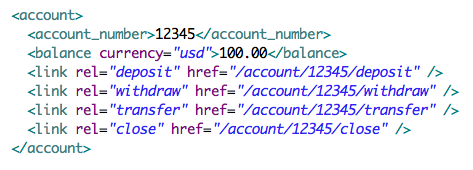 <account>
<account_number>12345</account_number>
<balance currency="usd">100.00</balance>
<link rel="deposit" href="/account/12345/deposit" />
<link rel="withdraw" href="/account/12345/withdraw" />
<link rel="transfer" href="/account/12345/transfer" />
<link rel="close" href="/account/12345/close" />
</account>